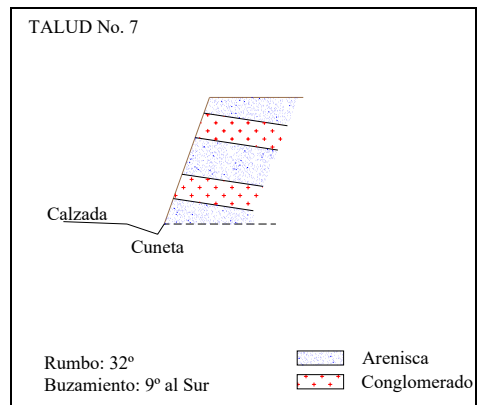 TALUD No. 7
Calzada
Cuneta
Rumbo: 32º
Buzamiento: 9º al Sur
Arenisca
Conglomerado